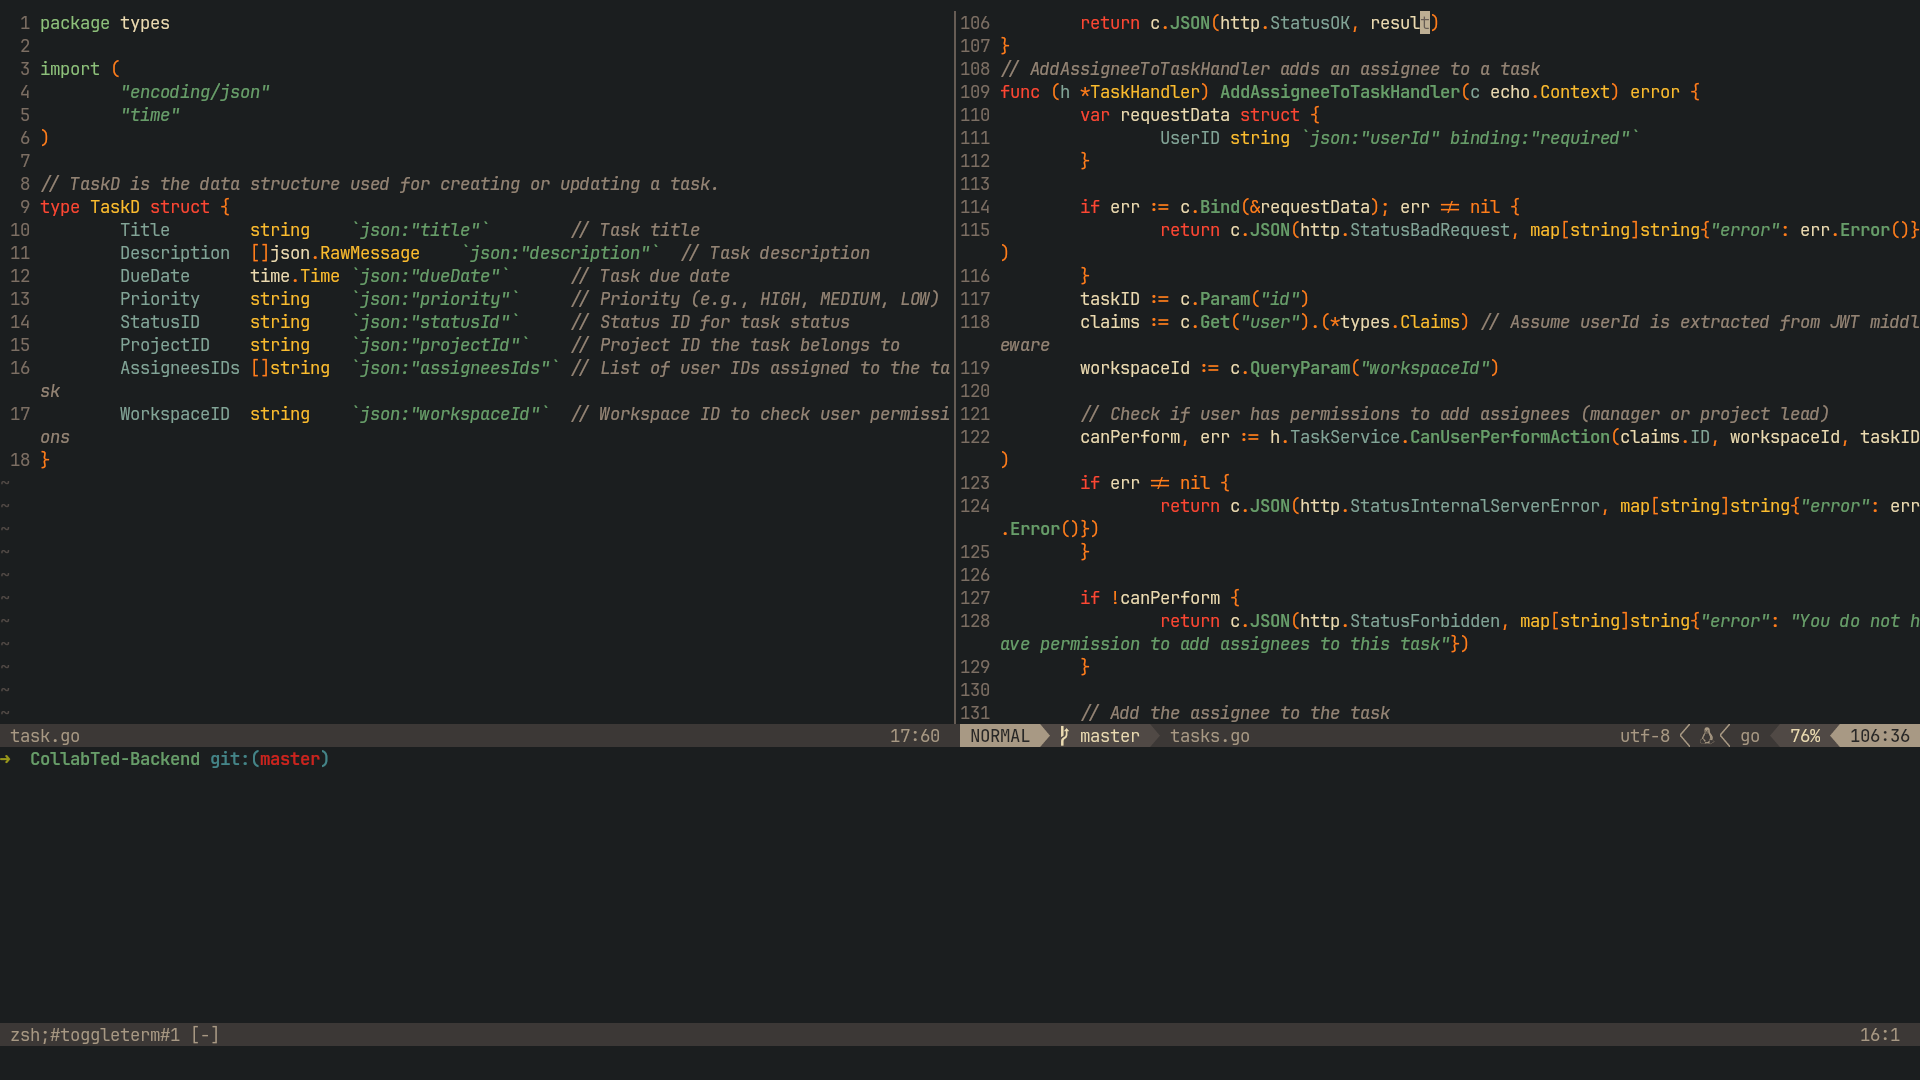 1 package types
2
3 import (
4 "encoding/json"
5 "time"
6 )
7
8 // TaskD is the data structure used for creating or updating a task.
9 type TaskD struct {
10 Title string `json:"title"` // Task title
11 Description []json.RawMessage `json:"description"` // Task description
12 DueDate time.Time `json:"dueDate"` // Task due date
13 Priority string `json:"priority"` // Priority (e.g., HIGH, MEDIUM, LOW)
14 StatusID string `json:"statusId"` // Status ID for task status
15 ProjectID string `json:"projectId"` // Project ID the task belongs to
16 AssigneesIDs []string `json:"assigneesIds"` // List of user IDs assigned to the ta
sk
17 WorkspaceID string `json:"workspaceId"` // Workspace ID to check user permissi
ons
18 }
~
~
~
~
~
~
~
~
~
~
~
task.go 17:60
106 return c.JSON(http.StatusOK, result)
107 }
108 // AddAssigneeToTaskHandler adds an assignee to a task
109 func (h *TaskHandler) AddAssigneeToTaskHandler(c echo.Context) error {
110 var requestData struct {
111 UserID string `json:"userId" binding:"required"`
112 }
113
114 if err := c.Bind(&requestData); err != nil {
115 return c.JSON(http.StatusBadRequest, map[string]string{"error": err.Error()}
)
116 }
117 taskID := c.Param("id")
118 claims := c.Get("user").(*types.Claims) // Assume userId is extracted from JWT middl
eware
119 workspaceId := c.QueryParam("workspaceId")
120
121 // Check if user has permissions to add assignees (manager or project lead)
122 canPerform, err := h.TaskService.CanUserPerformAction(claims.ID, workspaceId, taskID
)
123 if err != nil {
124 return c.JSON(http.StatusInternalServerError, map[string]string{"error": err
.Error()})
125 }
126
127 if !canPerform {
128 return c.JSON(http.StatusForbidden, map[string]string{"error": "You do not h
ave permission to add assignees to this task"})
129 }
130
131 // Add the assignee to the task
NORMAL master tasks.go utf-8 go 76% 106:36
➜ CollabTed-Backend git:(master)
zsh;#toggleterm#1 [-] 16:1